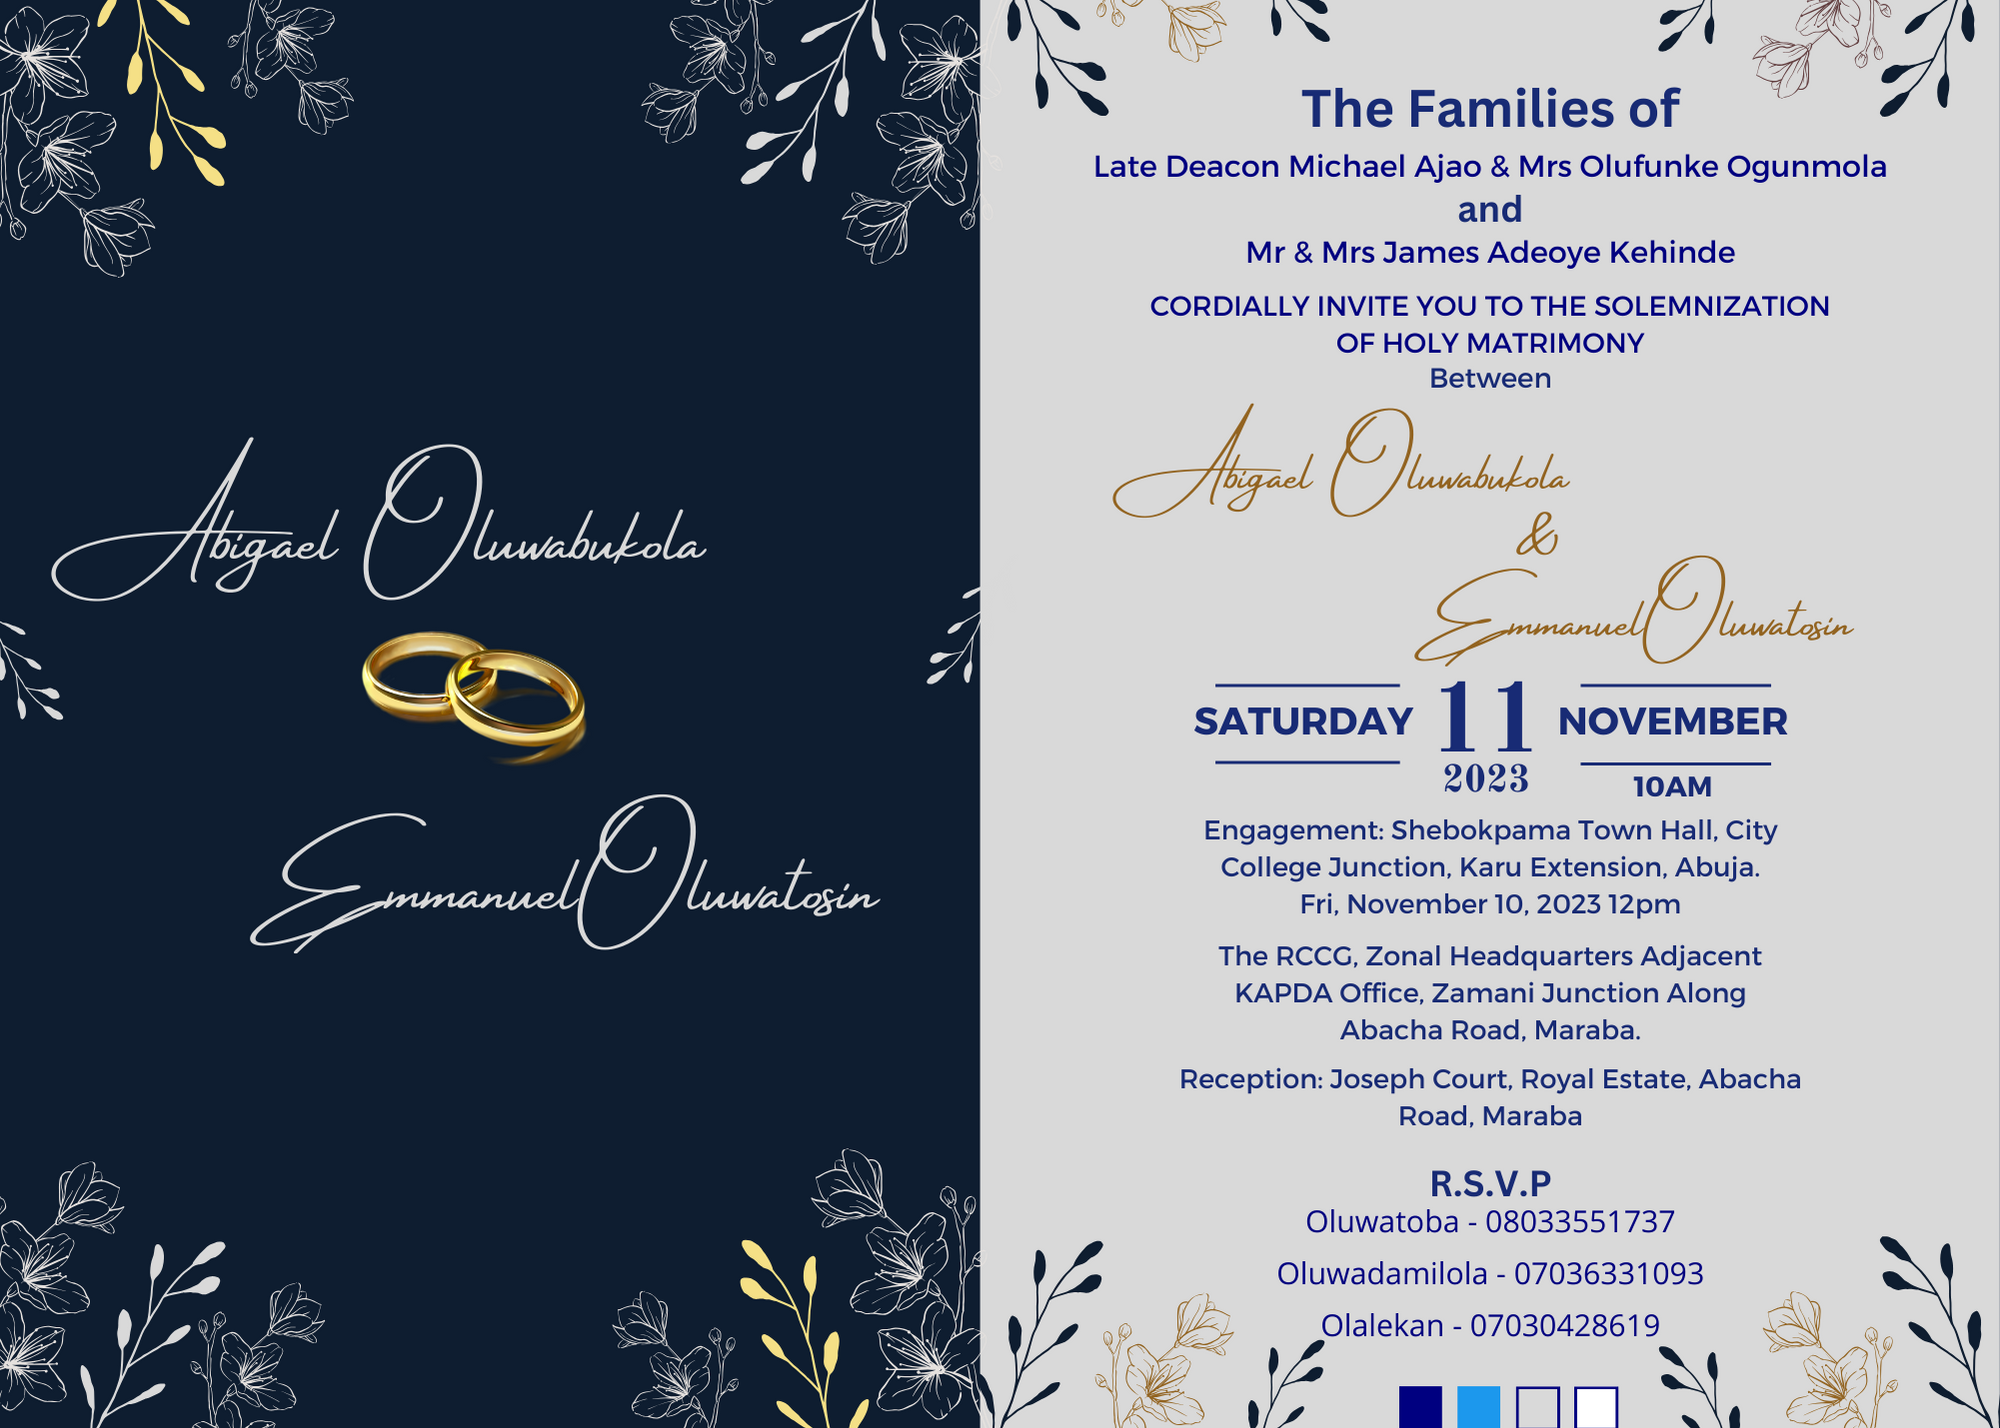 Abigael Oluwabukola
Emmanuel Oluwatosin
The Families of
Late Deacon Michael Ajao & Mrs Olufunke Ogunmola
and
Mr & Mrs James Adeoye Kehinde
CORDIALLY INVITE YOU TO THE SOLEMNIZATION
OF HOLY MATRIMONY
Between
Abigael Oluwabukola
&
Emmanuel Oluwatosin
SATURDAY 11 NOVEMBER
2023 10AM
Engagement: Shebokpama Town Hall, City
College Junction, Karu Extension, Abuja.
Fri, November 10, 2023 12pm
The RCCG, Zonal Headquarters Adjacent
KAPDA Office, Zamani Junction Along
Abacha Road, Maraba.
Reception: Joseph Court, Royal Estate, Abacha
Road, Maraba
R.S.V.P
Oluwatoba - 08033551737
Oluwadamilola - 07036331093
Olalekan - 07030428619